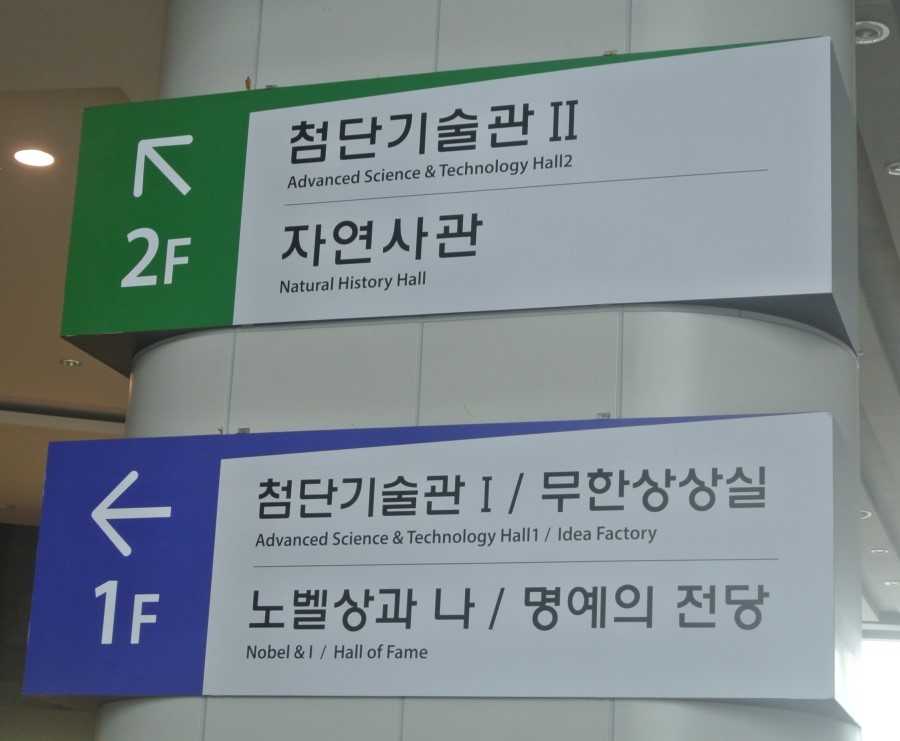 2F
첨단기술관 II
Advanced Science & Technology Hall2
자연사관
Natural History Hall
1F
첨단기술관 I / 무한상상실
Advanced Science & Technology Hall1 / Idea Factory
노벨상과 나 / 명예의 전당
Nobel & I / Hall of Fame